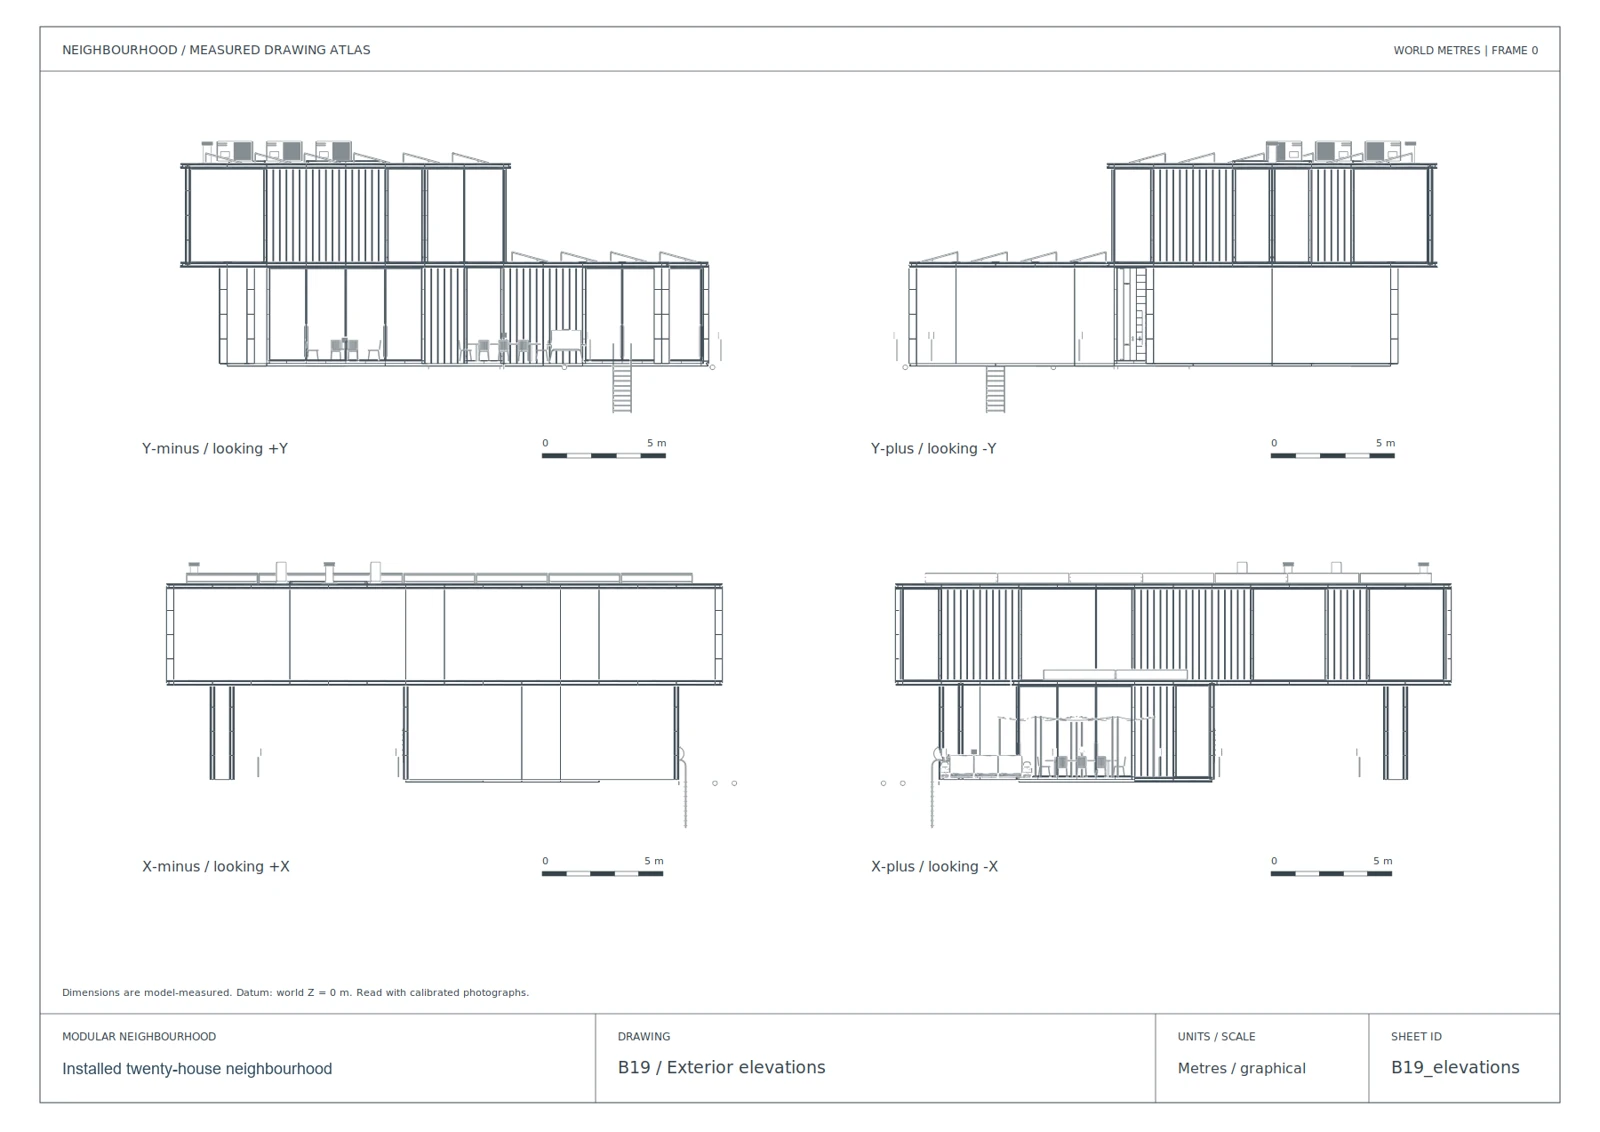 NEIGHBOURHOOD / MEASURED DRAWING ATLAS
WORLD METRES | FRAME 0
Y-minus / looking +Y
0 5 m
Y-plus / looking -Y
0 5 m
X-minus / looking +X
0 5 m
X-plus / looking -X
0 5 m
Dimensions are model-measured. Datum: world Z = 0 m. Read with calibrated photographs.
MODULAR NEIGHBOURHOOD
Installed twenty-house neighbourhood
DRAWING
B19 / Exterior elevations
UNITS / SCALE
Metres / graphical
SHEET ID
B19_elevations